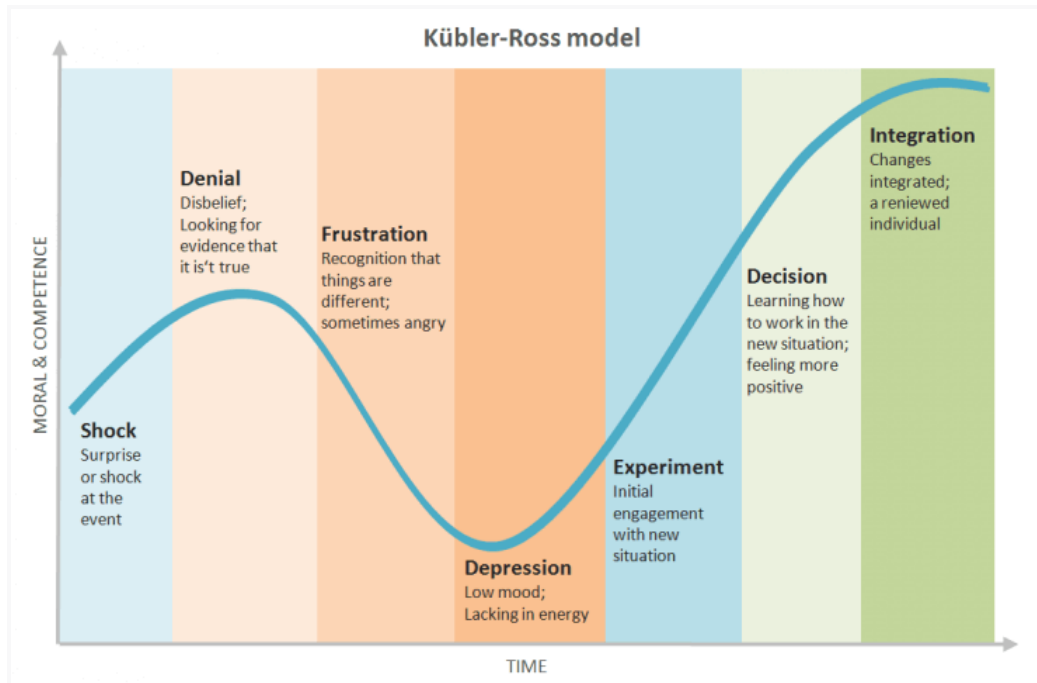 Kübler-Ross model
MORAL & COMPETENCE
Shock
Surprise
or shock
at the
event
Denial
Disbelief;
Looking for
evidence that
it is't true
Frustration
Recognition that
things are
different;
sometimes angry
Depression
Low mood;
Lacking in energy
Experiment
Initial
engagement
with new
situation
Decision
Learning how
to work in the
new situation;
feeling more
positive
Integration
Changes
integrated;
a reniewed
individual
TIME